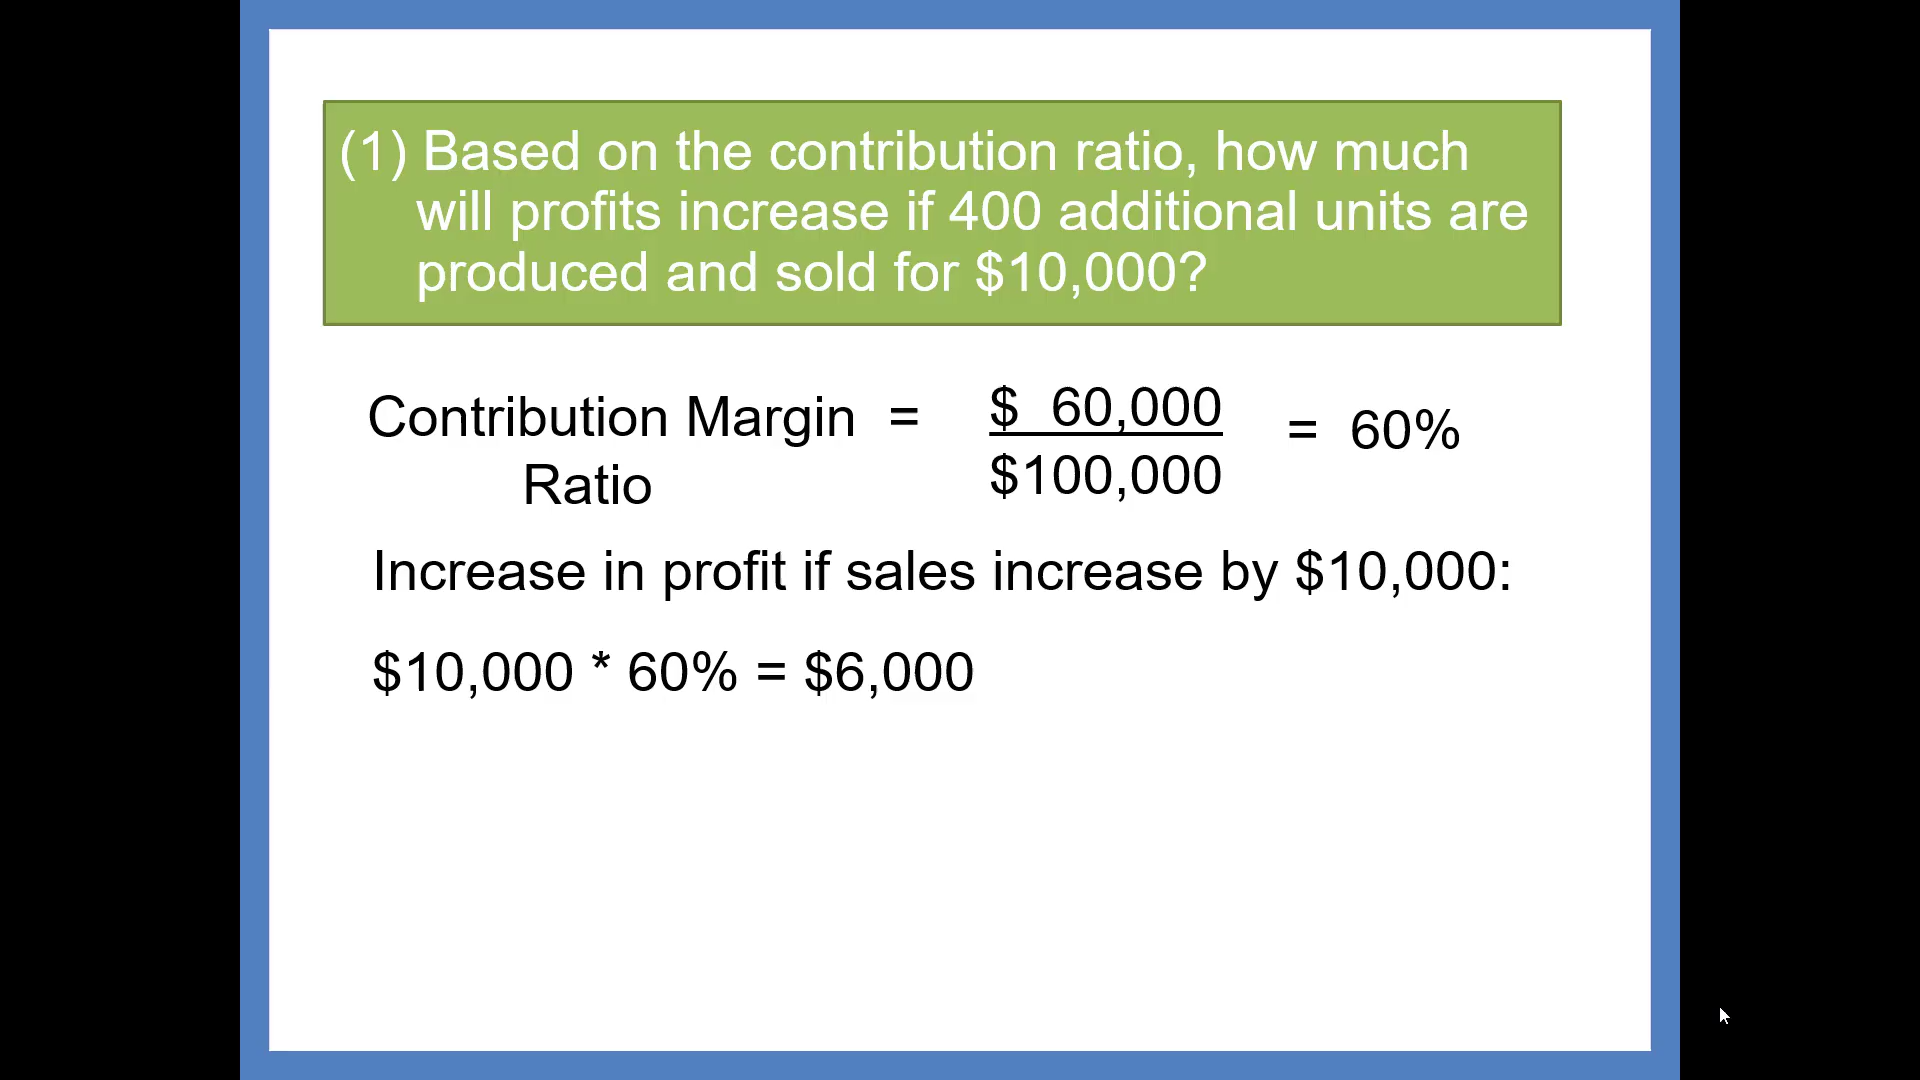 (1) Based on the contribution ratio, how much
will profits increase if 400 additional units are
produced and sold for $10,000?
Contribution Margin = $ 60,000 = 60%
Ratio $100,000
Increase in profit if sales increase by $10,000:
$10,000 * 60% = $6,000